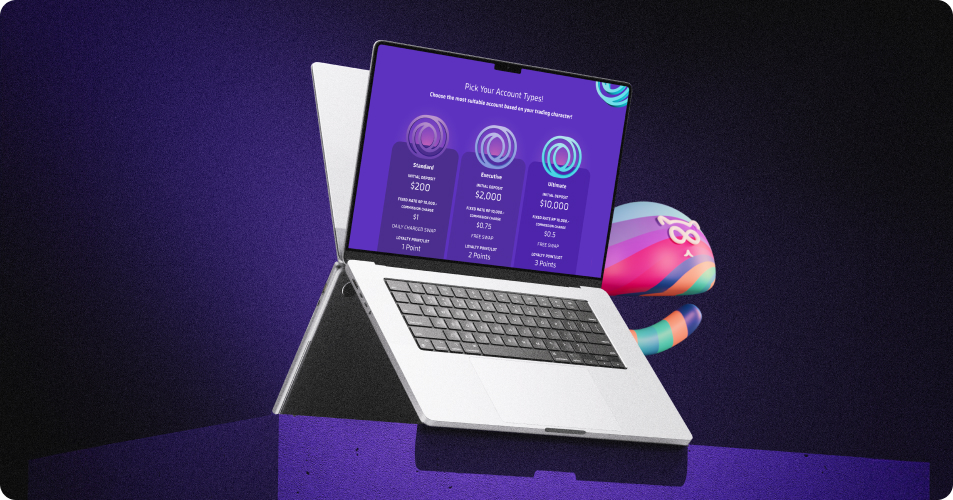 Pick Your Account Types!
Choose the most suitable account based on your trading character!
Standard
INITIAL DEPOSIT
$200
FIXED RATE RP 10.000.-
COMMISSION CHARGE
$1
DAILY CHARGED SWAP
LOYALTY POINT/LOT
1 Point
Executive
INITIAL DEPOSIT
$2,000
FIXED RATE RP 10.000.-
COMMISSION CHARGE
$0.75
FREE SWAP
LOYALTY POINT/LOT
2 Points
Ultimate
INITIAL DEPOSIT
$10,000
FIXED RATE RP 10.000.-
COMMISSION CHARGE
$0.5
FREE SWAP
LOYALTY POINT/LOT
3 Points